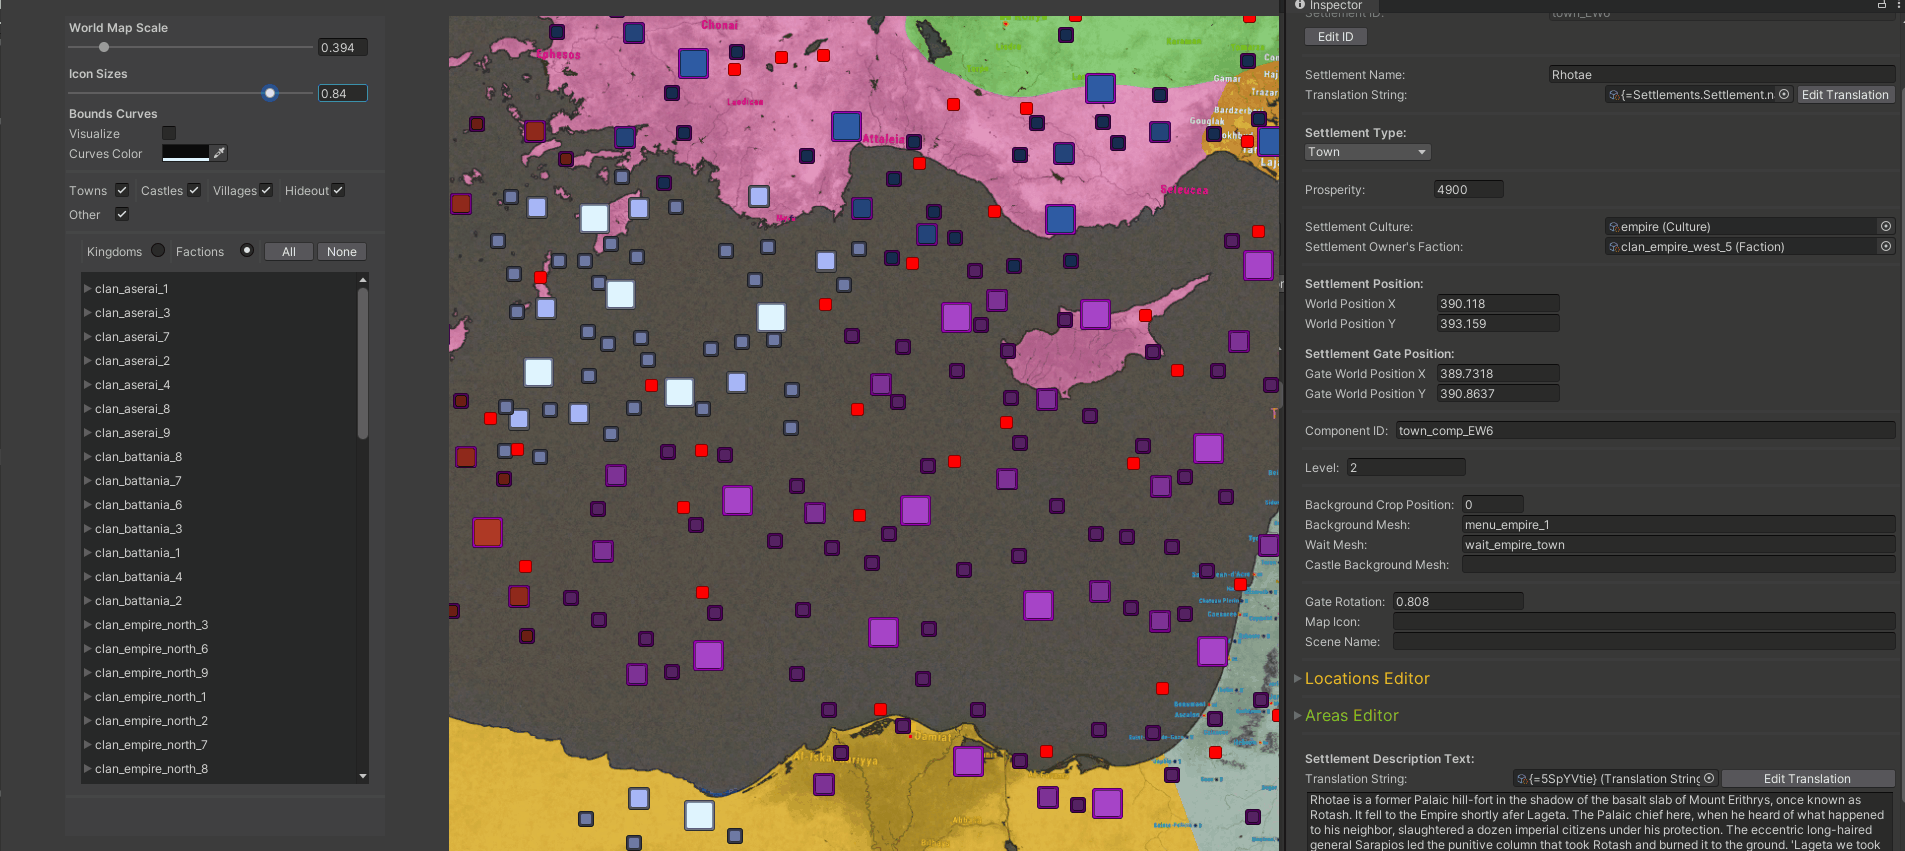 World Map Scale
0.394
Icon Sizes
0.84
Bounds Curves
Visualize
Curves Color
Towns
Castles
Villages
Hideout
Other
Kingdoms
Factions
All
None
clan_aserai_1
clan_aserai_3
clan_aserai_7
clan_aserai_2
clan_aserai_4
clan_aserai_8
clan_aserai_9
clan_battania_8
clan_battania_7
clan_battania_6
clan_battania_3
clan_battania_1
clan_battania_4
clan_battania_2
clan_empire_north_3
clan_empire_north_6
clan_empire_north_9
clan_empire_north_1
clan_empire_north_2
clan_empire_north_7
clan_empire_north_8
Chonai
Ephesos
Laodicea
Attaleia
Seleucea
Damrat
Inspector
Settlement ID:
town_EW6
Edit ID
Settlement Name:
Rhotae
Translation String:
{=Settlements.Settlement.n
Edit Translation
Settlement Type:
Town
Prosperity:
4900
Settlement Culture:
empire (Culture)
Settlement Owner's Faction:
clan_empire_west_5 (Faction)
Settlement Position:
World Position X
390.118
World Position Y
393.159
Settlement Gate Position:
Gate World Position X
389.7318
Gate World Position Y
390.8637
Component ID:
town_comp_EW6
Level:
2
Background Crop Position:
0
Background Mesh:
menu_empire_1
Wait Mesh:
wait_empire_town
Castle Background Mesh:
Gate Rotation:
0.808
Map Icon:
Scene Name:
Locations Editor
Areas Editor
Settlement Description Text:
Translation String:
{=5SpYVtie} (Translation String
Edit Translation
Rhotae is a former Palaic hill-fort in the shadow of the basalt slab of Mount Erithrys, once known as
Rotash. It fell to the Empire shortly afer Lageta. The Palaic chief here, when he heard of what happened
to his neighbor, slaughtered a dozen imperial citizens under his protection. The eccentric long-haired
general Sarapios led the punitive column that took Rotash and burned it to the ground. 'Lageta we took